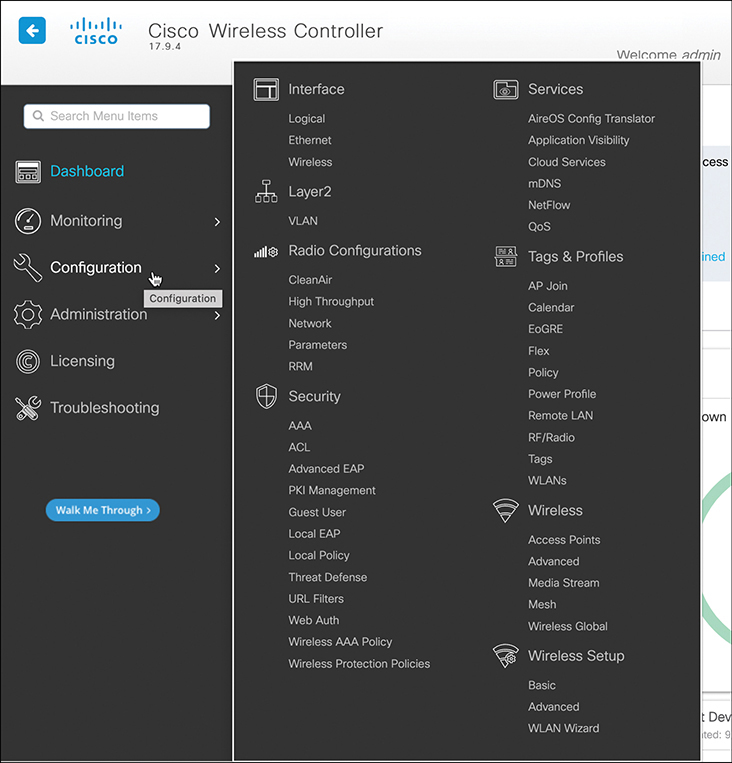 CISCO
Cisco Wireless Controller
17.9.4
Welcome admin
Search Menu Items
Dashboard
Monitoring
Configuration
Configuration
Administration
Licensing
Troubleshooting
Walk Me Through >
Interface
Logical
Ethernet
Wireless
Layer2
VLAN
Radio Configurations
CleanAir
High Throughput
Network
Parameters
RRM
Security
AAA
ACL
Advanced EAP
PKI Management
Guest User
Local EAP
Local Policy
Threat Defense
URL Filters
Web Auth
Wireless AAA Policy
Wireless Protection Policies
Services
AireOS Config Translator
Application Visibility
Cloud Services
mDNS
NetFlow
QoS
Tags & Profiles
AP Join
Calendar
EoGRE
Flex
Policy
Power Profile
Remote LAN
RF/Radio
Tags
WLANs
Wireless
Access Points
Advanced
Media Stream
Mesh
Wireless Global
Wireless Setup
Basic
Advanced
WLAN Wizard
cess
ined
own
t Dev
ted: 9